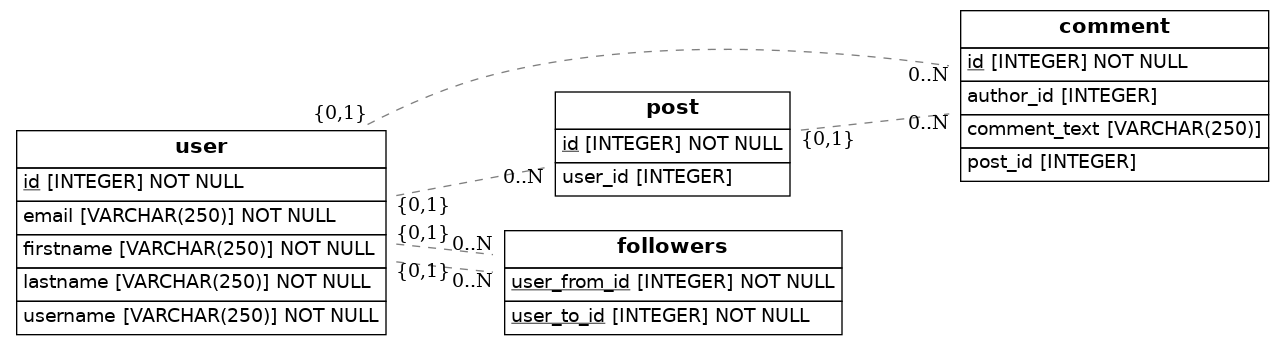 comment
id [INTEGER] NOT NULL
author_id [INTEGER]
comment_text [VARCHAR(250)]
post_id [INTEGER]
0..N
0..N
post
id [INTEGER] NOT NULL
user_id [INTEGER]
{0,1}
{0,1}
user
id [INTEGER] NOT NULL
email [VARCHAR(250)] NOT NULL
firstname [VARCHAR(250)] NOT NULL
lastname [VARCHAR(250)] NOT NULL
username [VARCHAR(250)] NOT NULL
0..N
{0,1}
{0,1}
0..N
{0,1}
0..N
followers
user_from_id [INTEGER] NOT NULL
user_to_id [INTEGER] NOT NULL